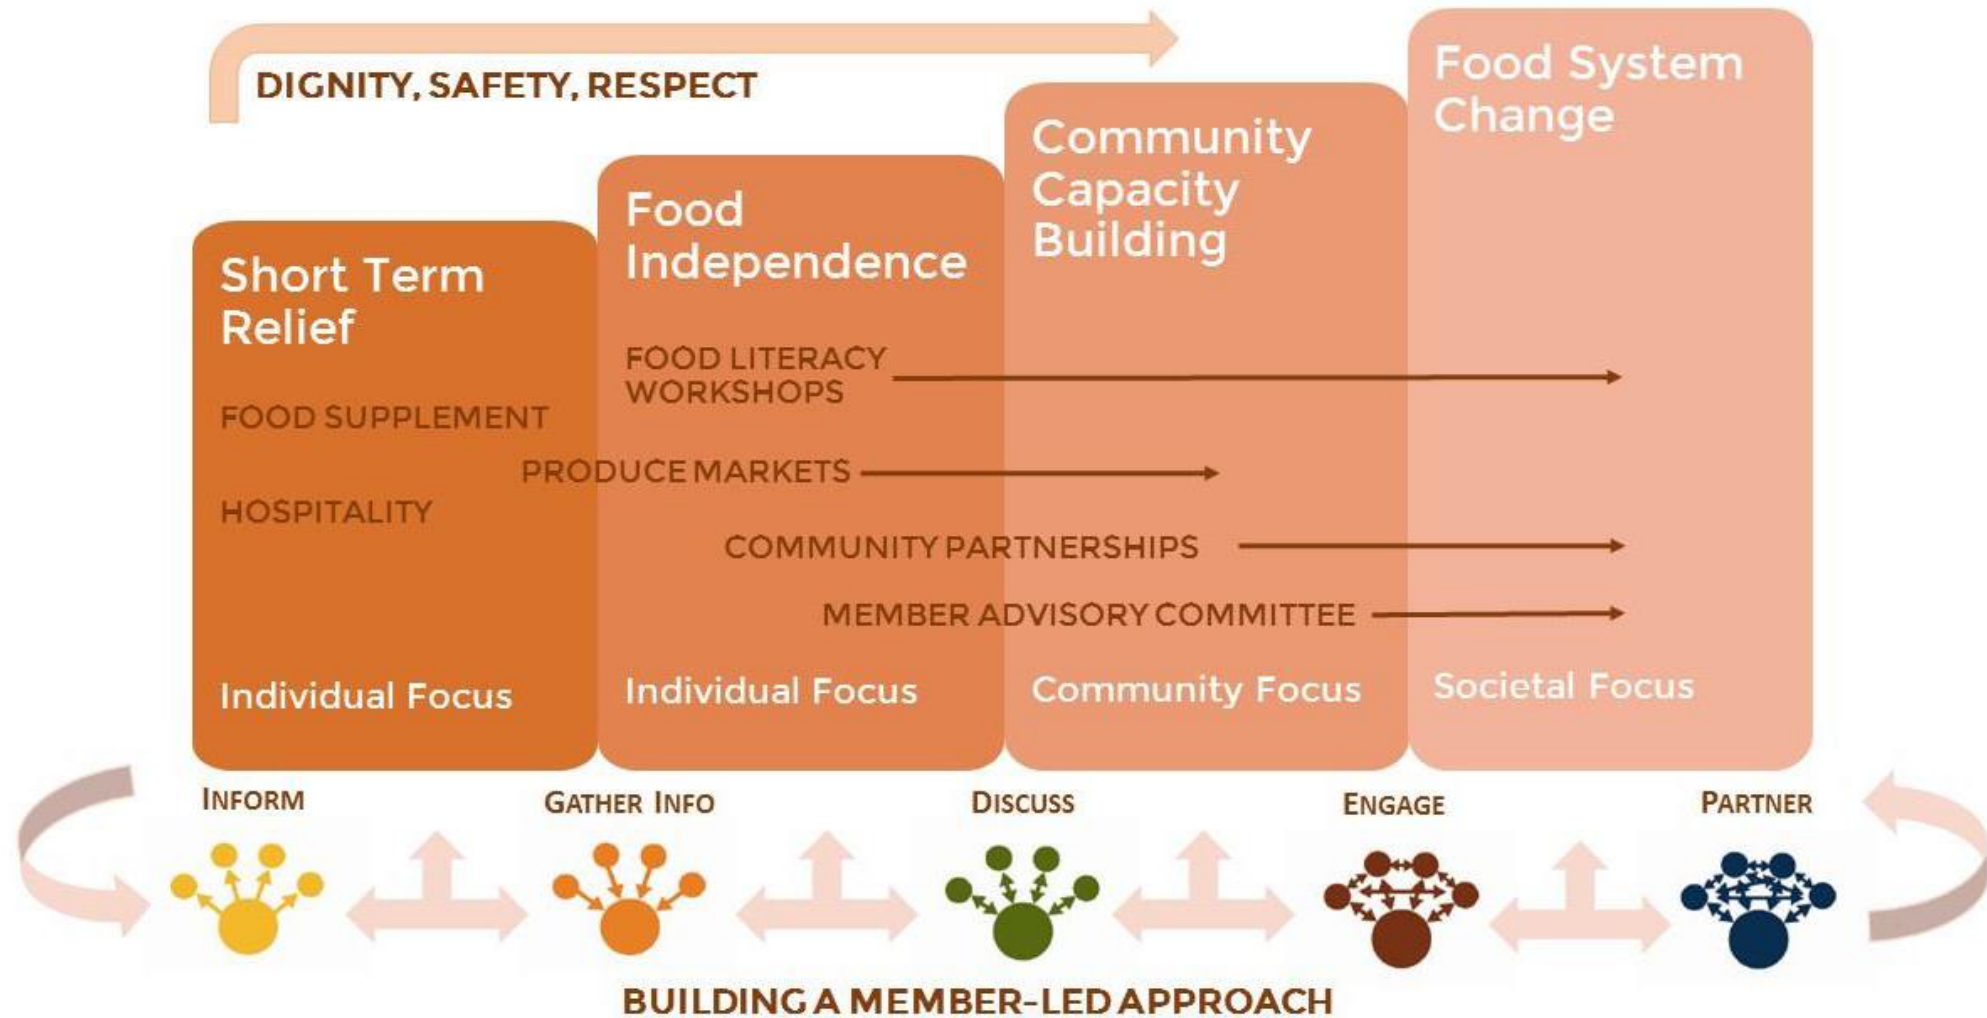 DIGNITY, SAFETY, RESPECT
Short Term
Relief
FOOD SUPPLEMENT
HOSPITALITY
Individual Focus
Food
Independence
FOOD LITERACY
WORKSHOPS
PRODUCE MARKETS
COMMUNITY PARTNERSHIPS
MEMBER ADVISORY COMMITTEE
Individual Focus
Community
Capacity
Building
Community Focus
Food System
Change
Societal Focus
INFORM
GATHER INFO
DISCUSS
ENGAGE
PARTNER
BUILDING A MEMBER-LED APPROACH